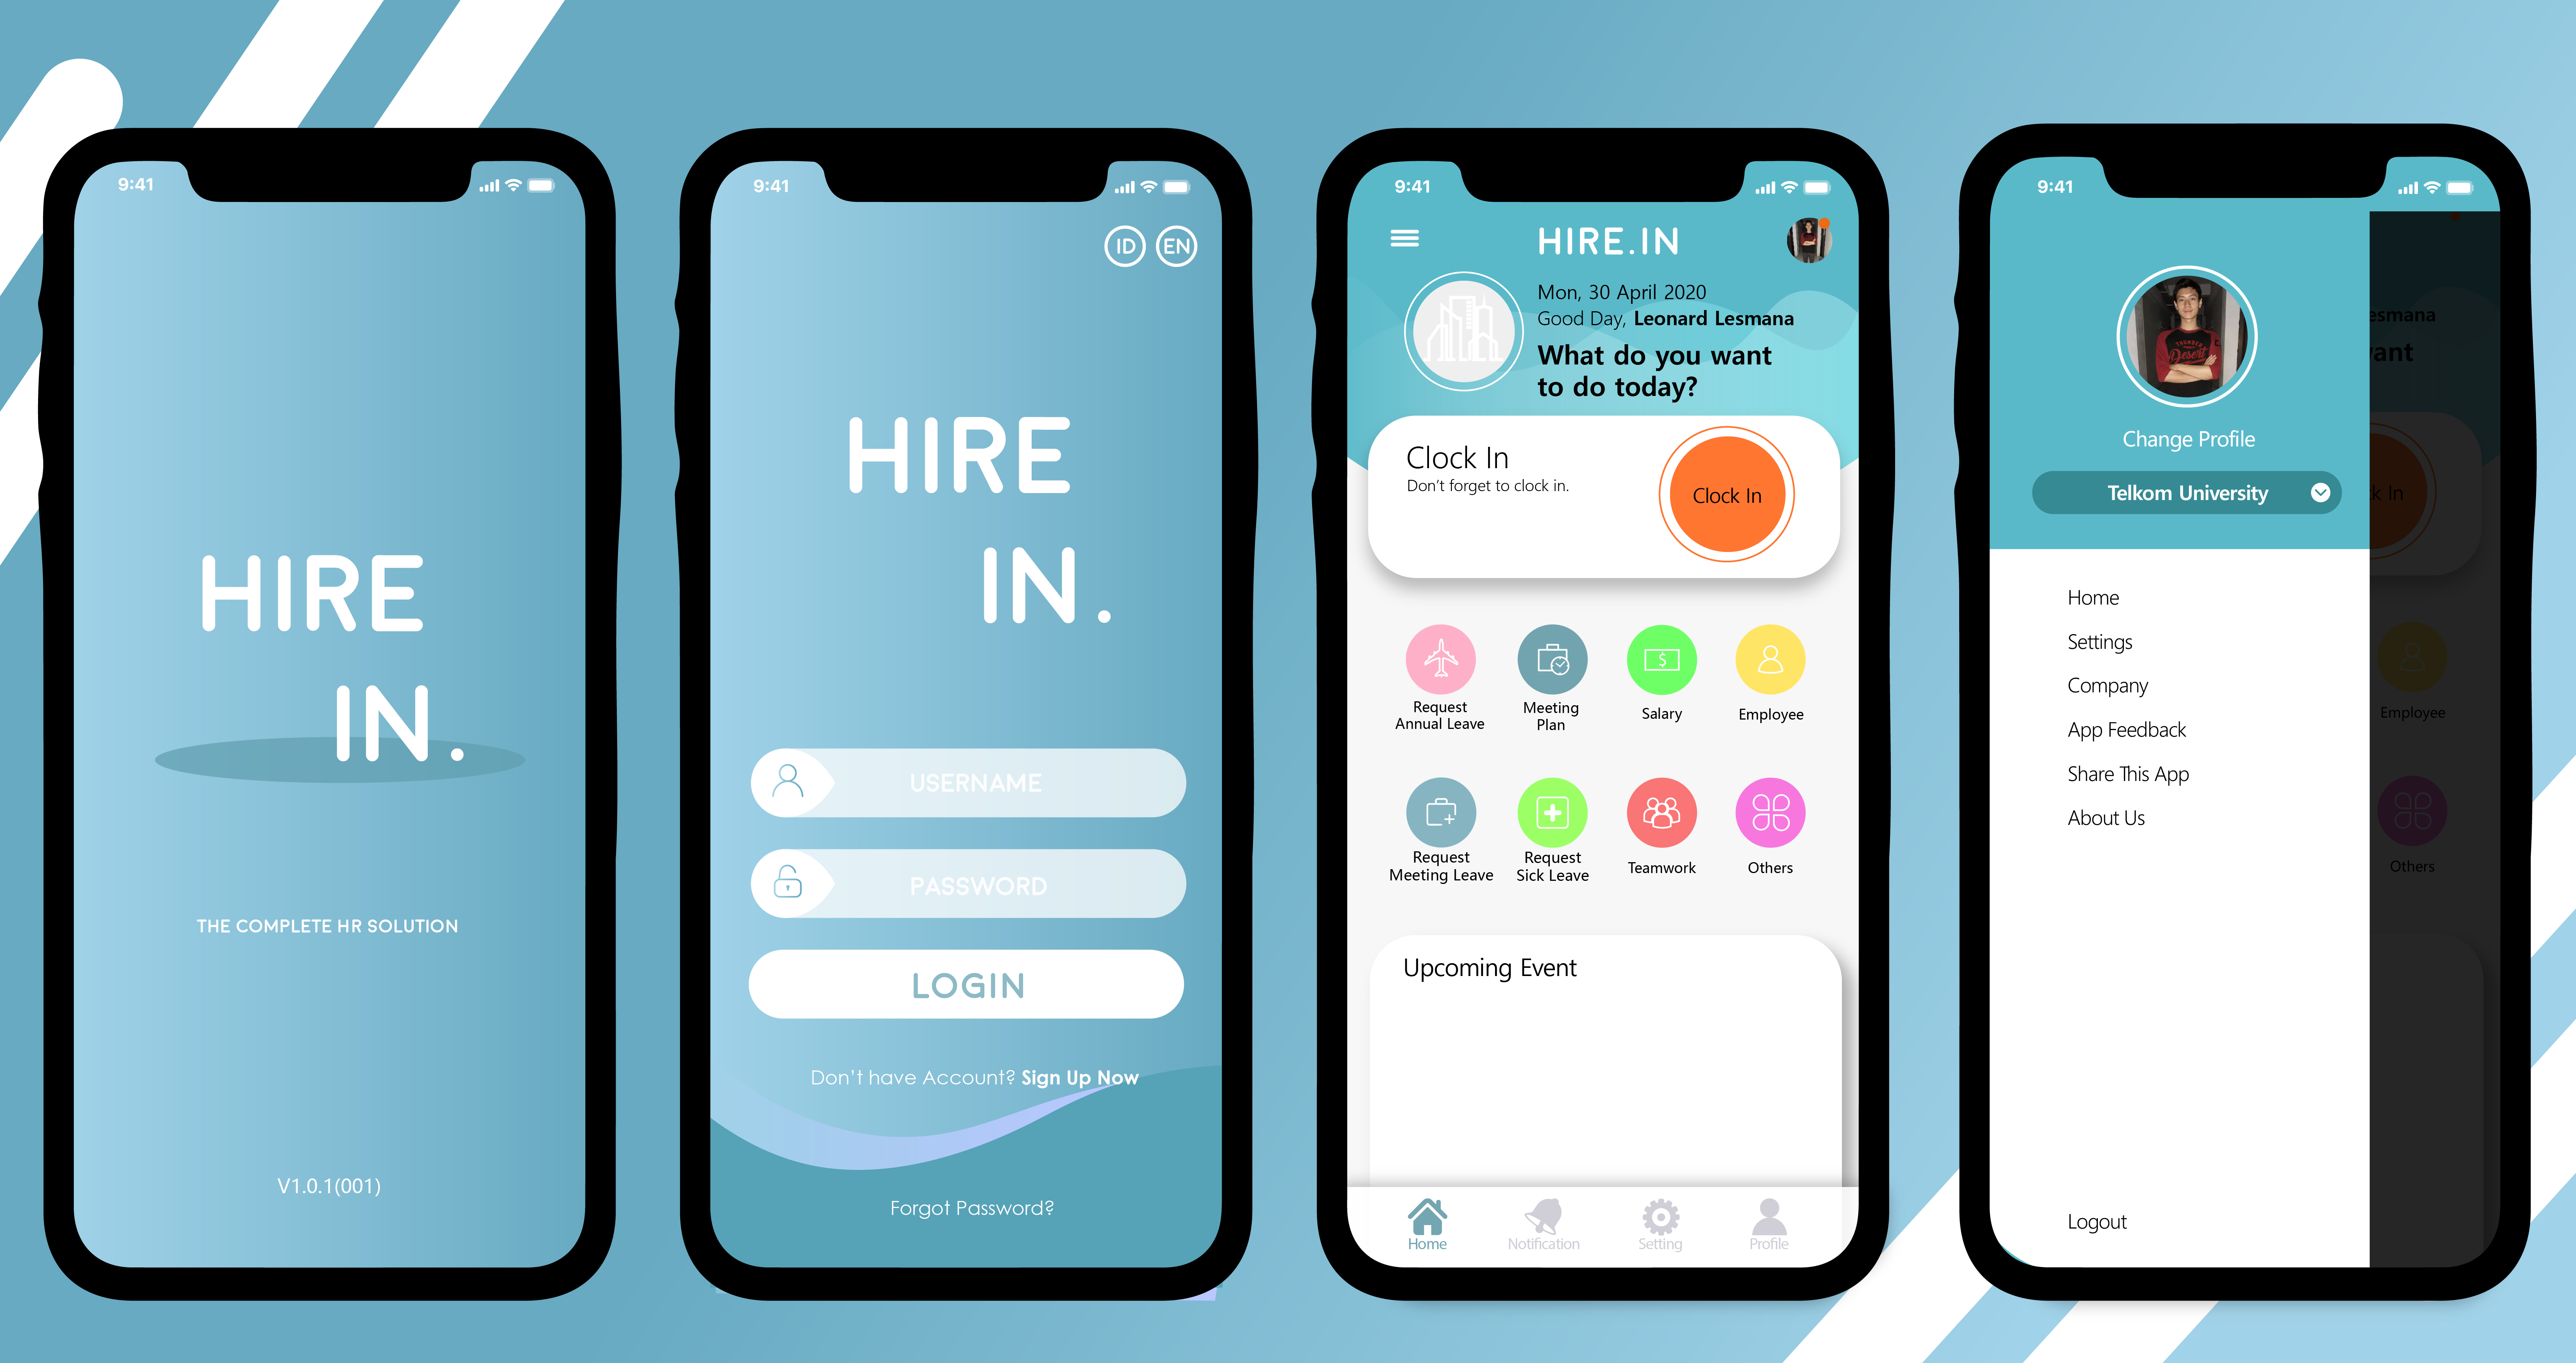 9:41
HIRE
IN.
THE COMPLETE HR SOLUTION
V1.0.1(001)
9:41
ID EN
HIRE
IN.
USERNAME
PASSWORD
LOGIN
Don't have Account? Sign Up Now
Forgot Password?
9:41
HIRE.IN
Mon, 30 April 2020
Good Day, Leonard Lesmana
What do you want
to do today?
Clock In
Don't forget to clock in.
Clock In
Request
Annual Leave
Meeting
Plan
Salary
Employee
Request
Meeting Leave
Request
Sick Leave
Teamwork
Others
Upcoming Event
Home
Notification
Setting
Profile
9:41
Change Profile
Telkom University
Home
Settings
Company
App Feedback
Share This App
About Us
Logout
esmana
ant
k In
Employee
Others